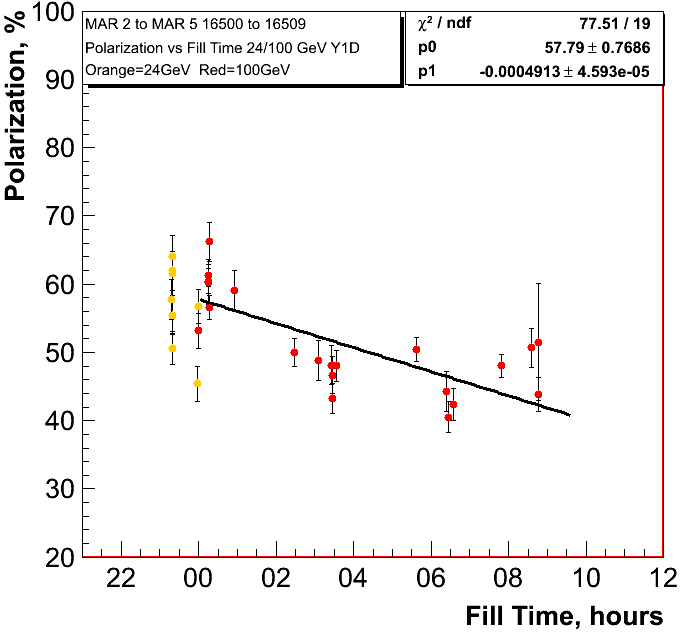 MAR 2 to MAR 5 16500 to 16509
Polarization vs Fill Time 24/100 GeV Y1D
Orange=24GeV Red=100GeV
χ² / ndf 77.51 / 19
p0 57.79 ± 0.7686
p1 -0.0004913 ± 4.593e-05
Polarization, %
100
90
80
70
60
50
40
30
20
22 00 02 04 06 08 10 12
Fill Time, hours